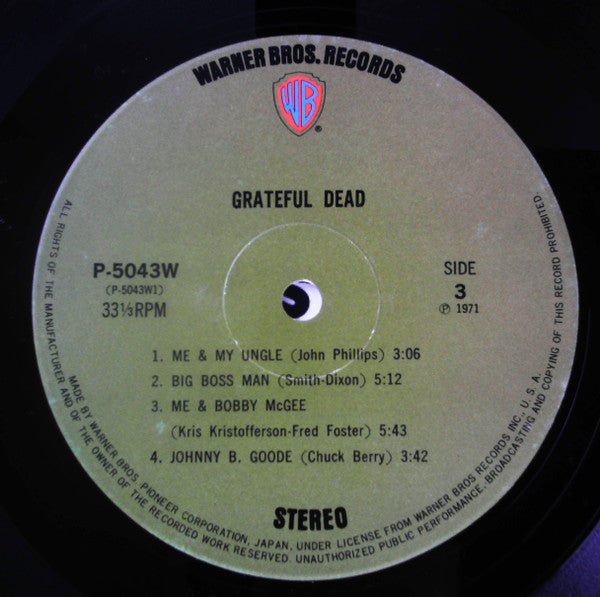 WARNER BROS. RECORDS
WB
®
GRATEFUL DEAD
P-5043W
(P-5043W1)
33⅓RPM
SIDE
3
℗ 1971
1. ME & MY UNGLE (John Phillips) 3:06
2. BIG BOSS MAN (Smith-Dixon) 5:12
3. ME & BOBBY McGEE
(Kris Kristofferson-Fred Foster) 5:43
4. JOHNNY B. GOODE (Chuck Berry) 3:42
STEREO
MADE BY WARNER BROS. PIONEER CORPORATION, JAPAN, UNDER LICENSE FROM WARNER BROS RECORDS INC., U. S. A.
ALL RIGHTS OF THE MANUFACTURER AND OF THE OWNER OF THE RECORDED WORK RESERVED. UNAUTHORIZED PUBLIC PERFORMANCE, BROADCASTING AND COPYING OF THIS RECORD PROHIBITED.